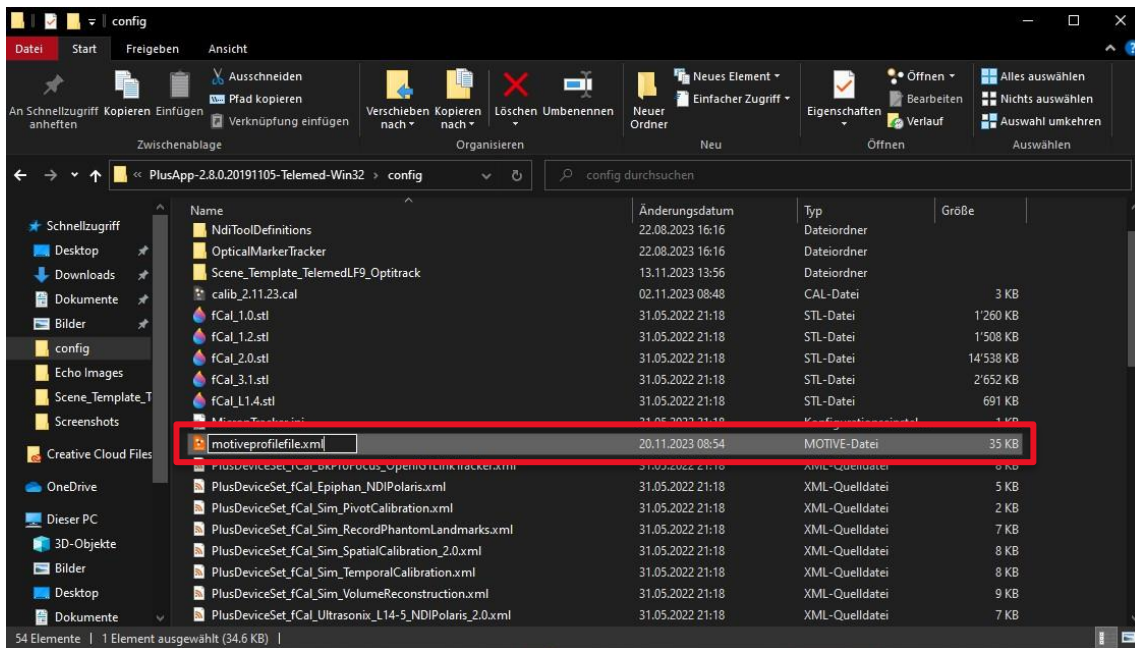 config
Datei Start Freigeben Ansicht
An Schnellzugriff anheften
Kopieren
Einfügen
Ausschneiden
Pfad kopieren
Verknüpfung einfügen
Zwischenablage
Verschieben nach
Kopieren nach
Löschen
Umbenennen
Organisieren
Neuer Ordner
Neues Element
Einfacher Zugriff
Neu
Eigenschaften
Öffnen
Bearbeiten
Verlauf
Öffnen
Alles auswählen
Nichts auswählen
Auswahl umkehren
Auswählen
« PlusApp-2.8.0.20191105-Telemed-Win32 › config
config durchsuchen
Schnellzugriff
Desktop
Downloads
Dokumente
Bilder
config
Echo Images
Scene_Template_T
Screenshots
Creative Cloud Files
OneDrive
Dieser PC
3D-Objekte
Bilder
Desktop
Dokumente
Name Änderungsdatum Typ Größe
NdiToolDefinitions 22.08.2023 16:16 Dateiordner
OpticalMarkerTracker 22.08.2023 16:16 Dateiordner
Scene_Template_TelemedLF9_Optitrack 13.11.2023 13:56 Dateiordner
calib_2.11.23.cal 02.11.2023 08:48 CAL-Datei 3 KB
fCal_1.0.stl 31.05.2022 21:18 STL-Datei 1'260 KB
fCal_1.2.stl 31.05.2022 21:18 STL-Datei 1'508 KB
fCal_2.0.stl 31.05.2022 21:18 STL-Datei 14'538 KB
fCal_3.1.stl 31.05.2022 21:18 STL-Datei 2'652 KB
fCal_L1.4.stl 31.05.2022 21:18 STL-Datei 691 KB
motiveprofilefile.xml 20.11.2023 08:54 MOTIVE-Datei 35 KB
PlusDeviceSet_fCal_Epiphan_NDIPolaris.xml 31.05.2022 21:18 XML-Quelldatei 5 KB
PlusDeviceSet_fCal_Sim_PivotCalibration.xml 31.05.2022 21:18 XML-Quelldatei 2 KB
PlusDeviceSet_fCal_Sim_RecordPhantomLandmarks.xml 31.05.2022 21:18 XML-Quelldatei 7 KB
PlusDeviceSet_fCal_Sim_SpatialCalibration_2.0.xml 31.05.2022 21:18 XML-Quelldatei 8 KB
PlusDeviceSet_fCal_Sim_TemporalCalibration.xml 31.05.2022 21:18 XML-Quelldatei 8 KB
PlusDeviceSet_fCal_Sim_VolumeReconstruction.xml 31.05.2022 21:18 XML-Quelldatei 9 KB
PlusDeviceSet_fCal_Ultrasonix_L14-5_NDIPolaris_2.0.xml 31.05.2022 21:18 XML-Quelldatei 7 KB
54 Elemente | 1 Element ausgewählt (34.6 KB) |